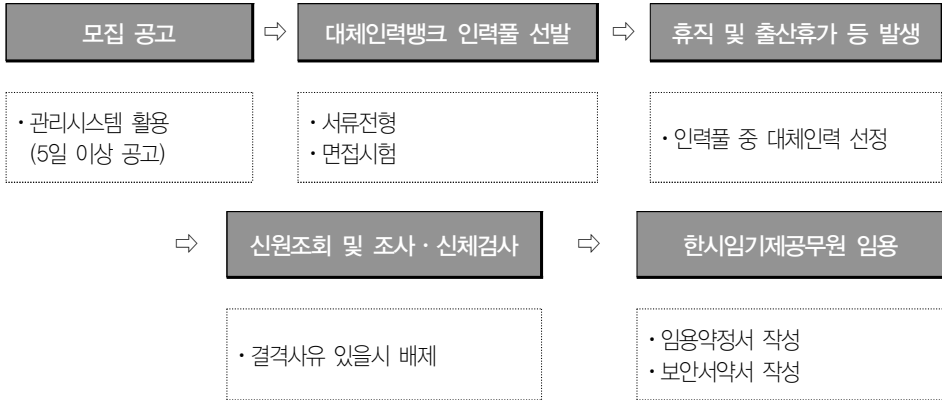 모집 공고 ⇨ 대체인력뱅크 인력풀 선발 ⇨ 휴직 및 출산휴가 등 발생
・관리시스템 활용
(5일 이상 공고)
・서류전형
・면접시험
・인력풀 중 대체인력 선정
⇨ 신원조회 및 조사・신체검사 ⇨ 한시임기제공무원 임용
・결격사유 있을시 배제
・임용약정서 작성
・보안서약서 작성